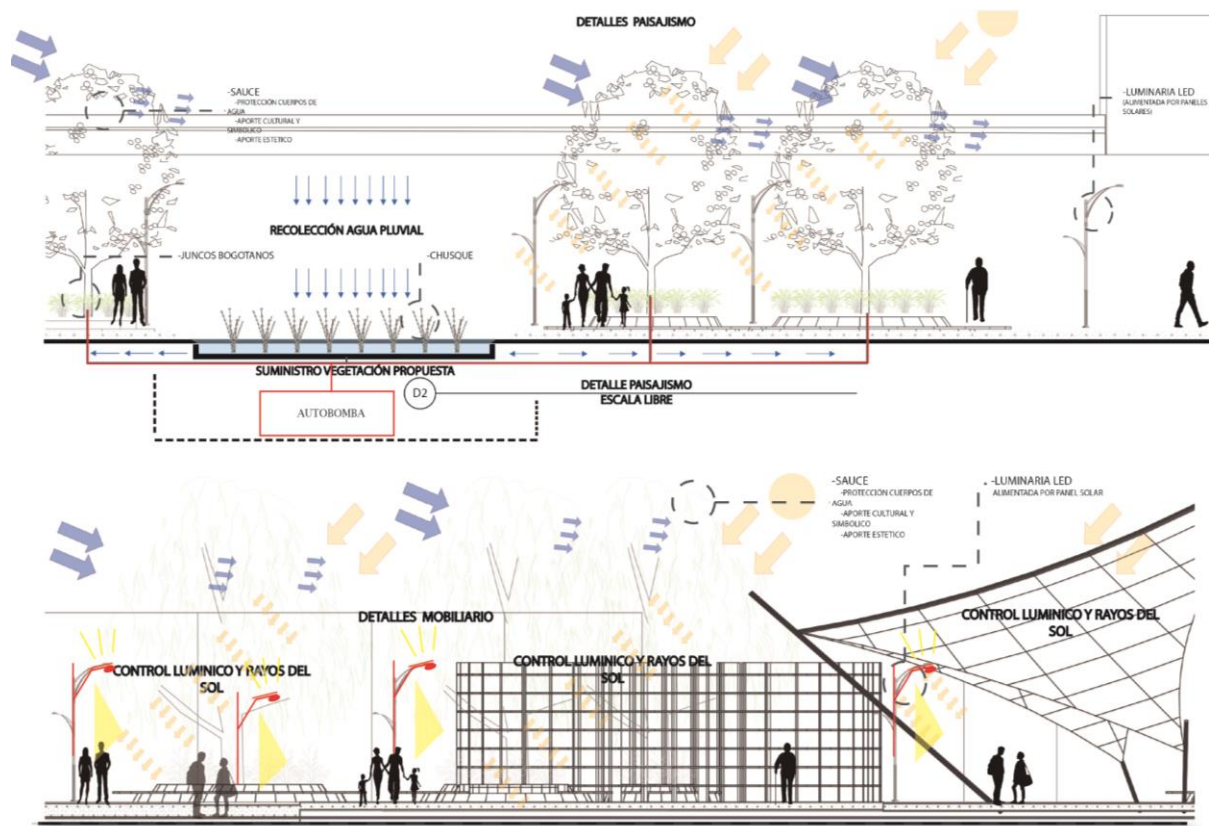 DETALLES PAISAJISMO
-SAUCE
-PROTECCIÓN CUERPOS DE
AGUA
-APORTE CULTURAL Y
SIMBOLICO
-APORTE ESTETICO
-LUMINARIA LED
(ALIMENTADA POR PANELES
SOLARES)
RECOLECCIÓN AGUA PLUVIAL
-JUNCOS BOGOTANOS
-CHUSQUE
SUMINISTRO VEGETACIÓN PROPUESTA
AUTOBOMBA
D2
DETALLE PAISAJISMO
ESCALA LIBRE
-SAUCE
-PROTECCIÓN CUERPOS DE
AGUA
-APORTE CULTURAL Y
SIMBOLICO
-APORTE ESTETICO
-LUMINARIA LED
ALIMENTADA POR PANEL SOLAR
DETALLES MOBILIARIO
CONTROL LUMINICO Y RAYOS DEL
SOL
CONTROL LUMINICO Y RAYOS DEL
SOL
CONTROL LUMINICO Y RAYOS DEL
SOL